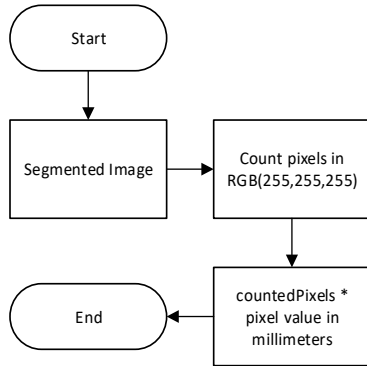 Start
Segmented Image
Count pixels in
RGB(255,255,255)
countedPixels *
pixel value in
millimeters
End